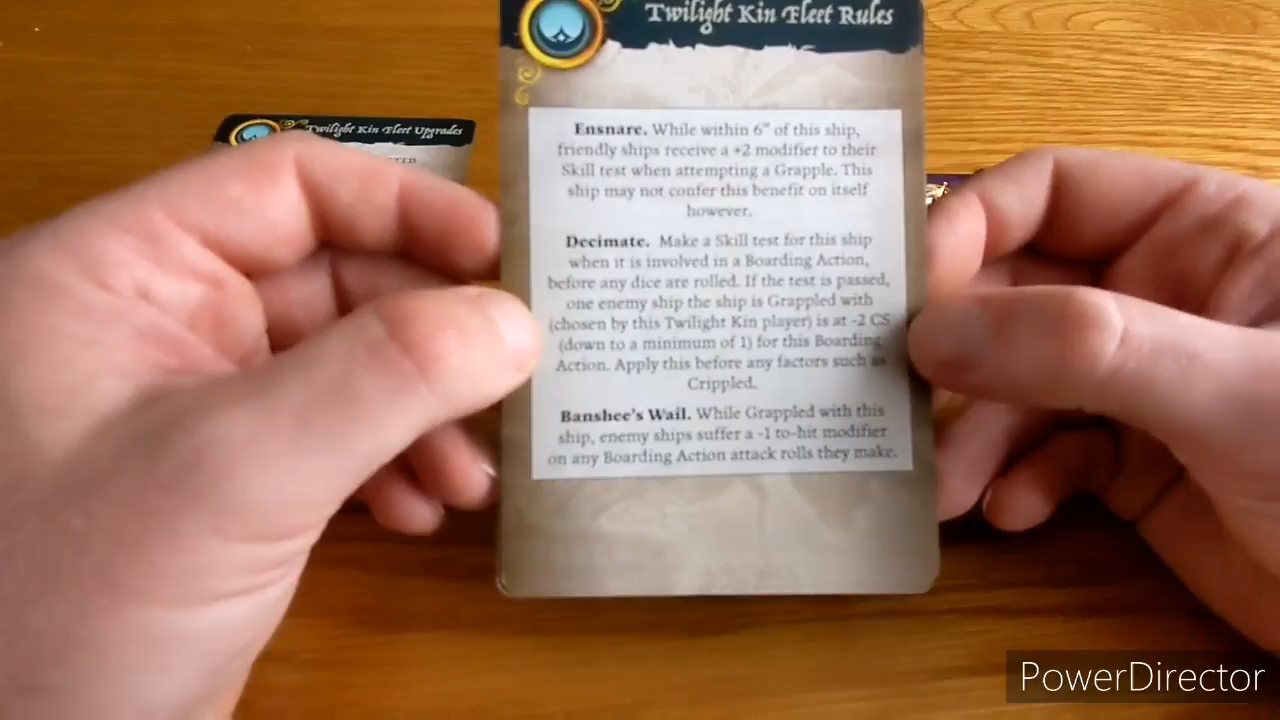 Twilight Kin Fleet Rules
Twilight Kin Fleet Upgrades
Ensnare. While within 6" of this ship,
friendly ships receive a +2 modifier to their
Skill test when attempting a Grapple. This
ship may not confer this benefit on itself
however.
Decimate. Make a Skill test for this ship
when it is involved in a Boarding Action,
before any dice are rolled. If the test is passed,
one enemy ship the ship is Grappled with
(chosen by this Twilight Kin player) is at -2 CS
(down to a minimum of 1) for this Boarding
Action. Apply this before any factors such as
Crippled.
Banshee's Wail. While Grappled with this
ship, enemy ships suffer a -1 to-hit modifier
on any Boarding Action attack rolls they make.
PowerDirector